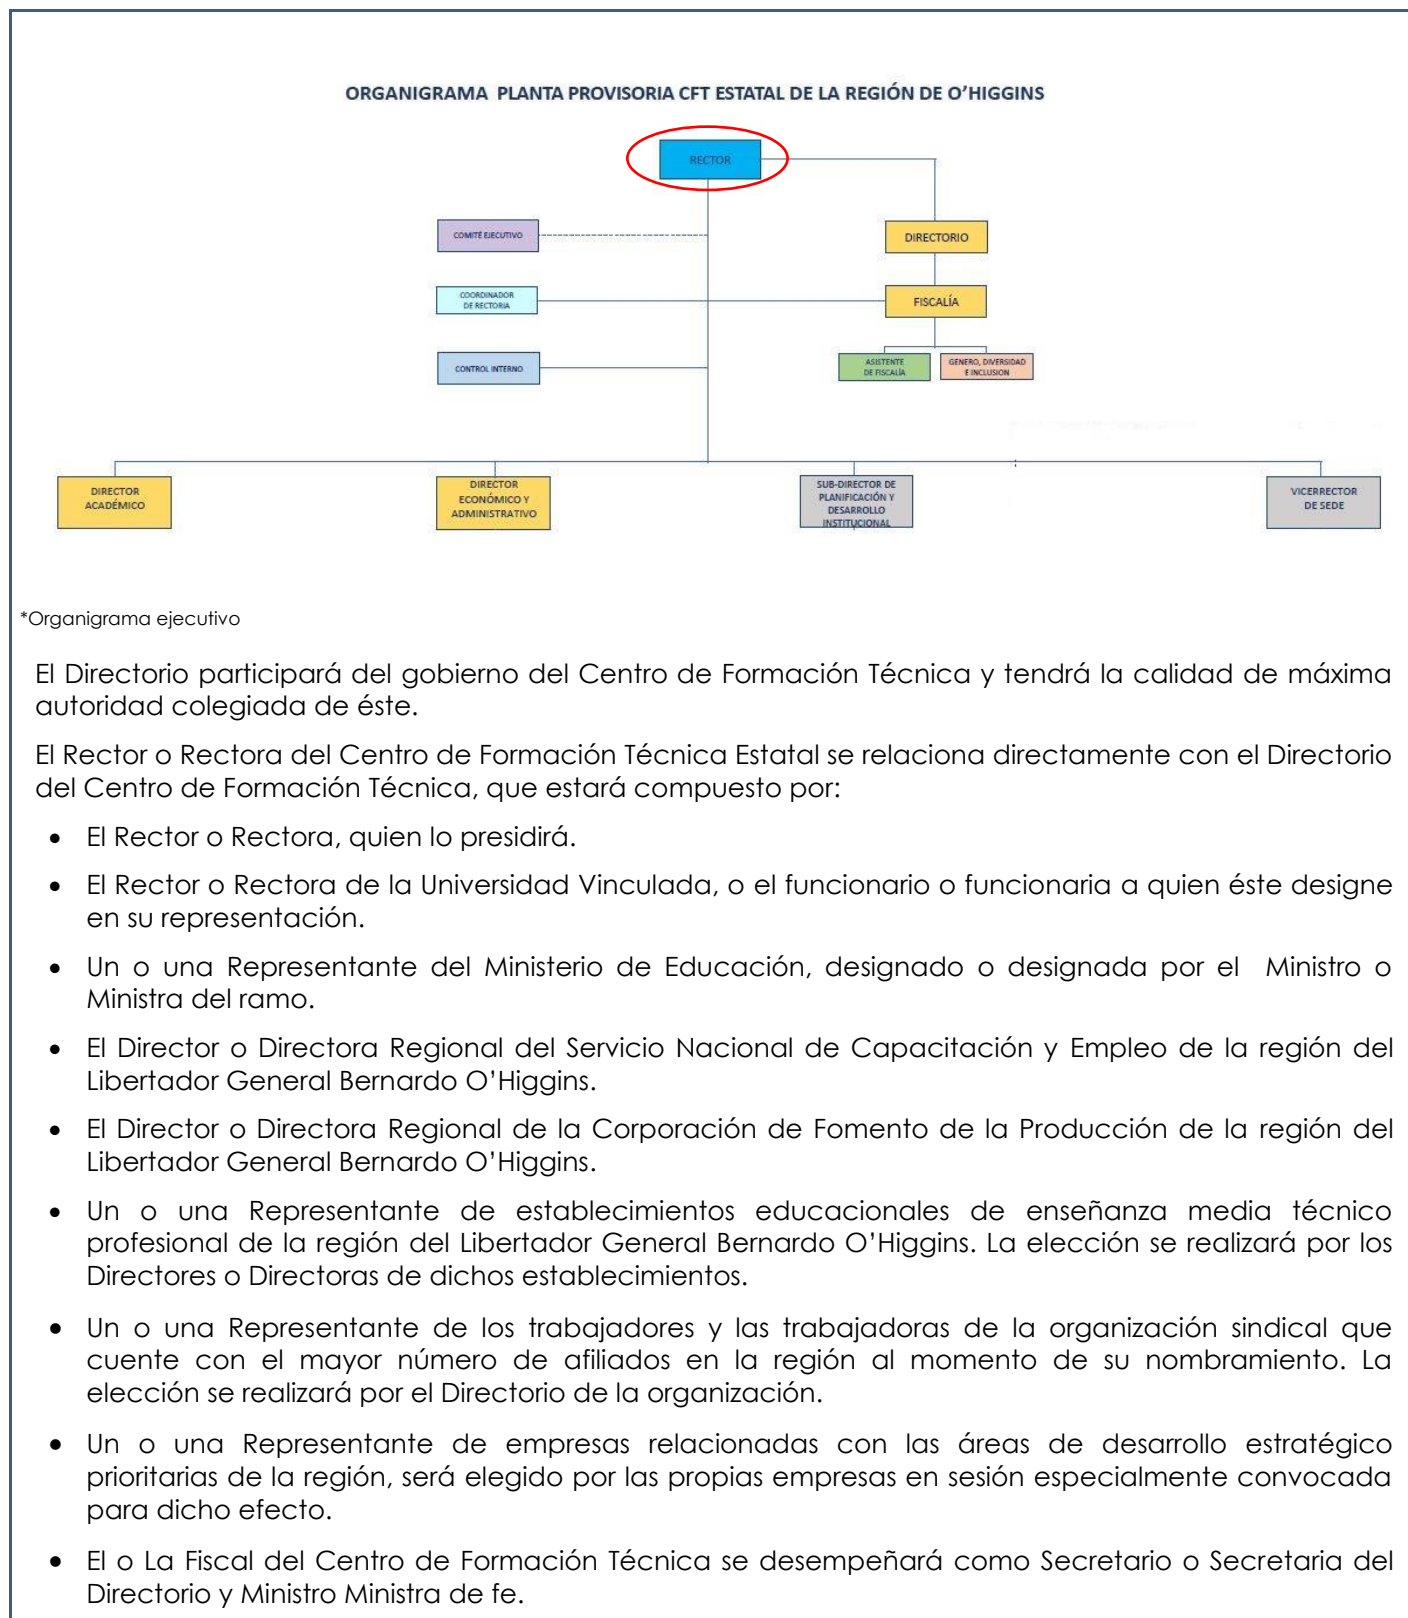 ORGANIGRAMA PLANTA PROVISORIA CFT ESTATAL DE LA REGIÓN DE O'HIGGINS
RECTOR
COMITÉ EJECUTIVO
DIRECTORIO
COORDINADOR
DE RECTORIA
FISCALÍA
CONTROL INTERNO
ASISTENTE
DE FISCALÍA
GENERO, DIVERSIDAD
E INCLUSION
DIRECTOR
ACADÉMICO
DIRECTOR
ECONÓMICO Y
ADMINISTRATIVO
SUB-DIRECTOR DE
PLANIFICACIÓN Y
DESARROLLO
INSTITUCIONAL
VICERRECTOR
DE SEDE
*Organigrama ejecutivo
El Directorio participará del gobierno del Centro de Formación Técnica y tendrá la calidad de máxima
autoridad colegiada de éste.
El Rector o Rectora del Centro de Formación Técnica Estatal se relaciona directamente con el Directorio
del Centro de Formación Técnica, que estará compuesto por:
• El Rector o Rectora, quien lo presidirá.
• El Rector o Rectora de la Universidad Vinculada, o el funcionario o funcionaria a quien éste designe
en su representación.
• Un o una Representante del Ministerio de Educación, designado o designada por el Ministro o
Ministra del ramo.
• El Director o Directora Regional del Servicio Nacional de Capacitación y Empleo de la región del
Libertador General Bernardo O'Higgins.
• El Director o Directora Regional de la Corporación de Fomento de la Producción de la región del
Libertador General Bernardo O'Higgins.
• Un o una Representante de establecimientos educacionales de enseñanza media técnico
profesional de la región del Libertador General Bernardo O'Higgins. La elección se realizará por los
Directores o Directoras de dichos establecimientos.
• Un o una Representante de los trabajadores y las trabajadoras de la organización sindical que
cuente con el mayor número de afiliados en la región al momento de su nombramiento. La
elección se realizará por el Directorio de la organización.
• Un o una Representante de empresas relacionadas con las áreas de desarrollo estratégico
prioritarias de la región, será elegido por las propias empresas en sesión especialmente convocada
para dicho efecto.
• El o La Fiscal del Centro de Formación Técnica se desempeñará como Secretario o Secretaria del
Directorio y Ministro Ministra de fe.